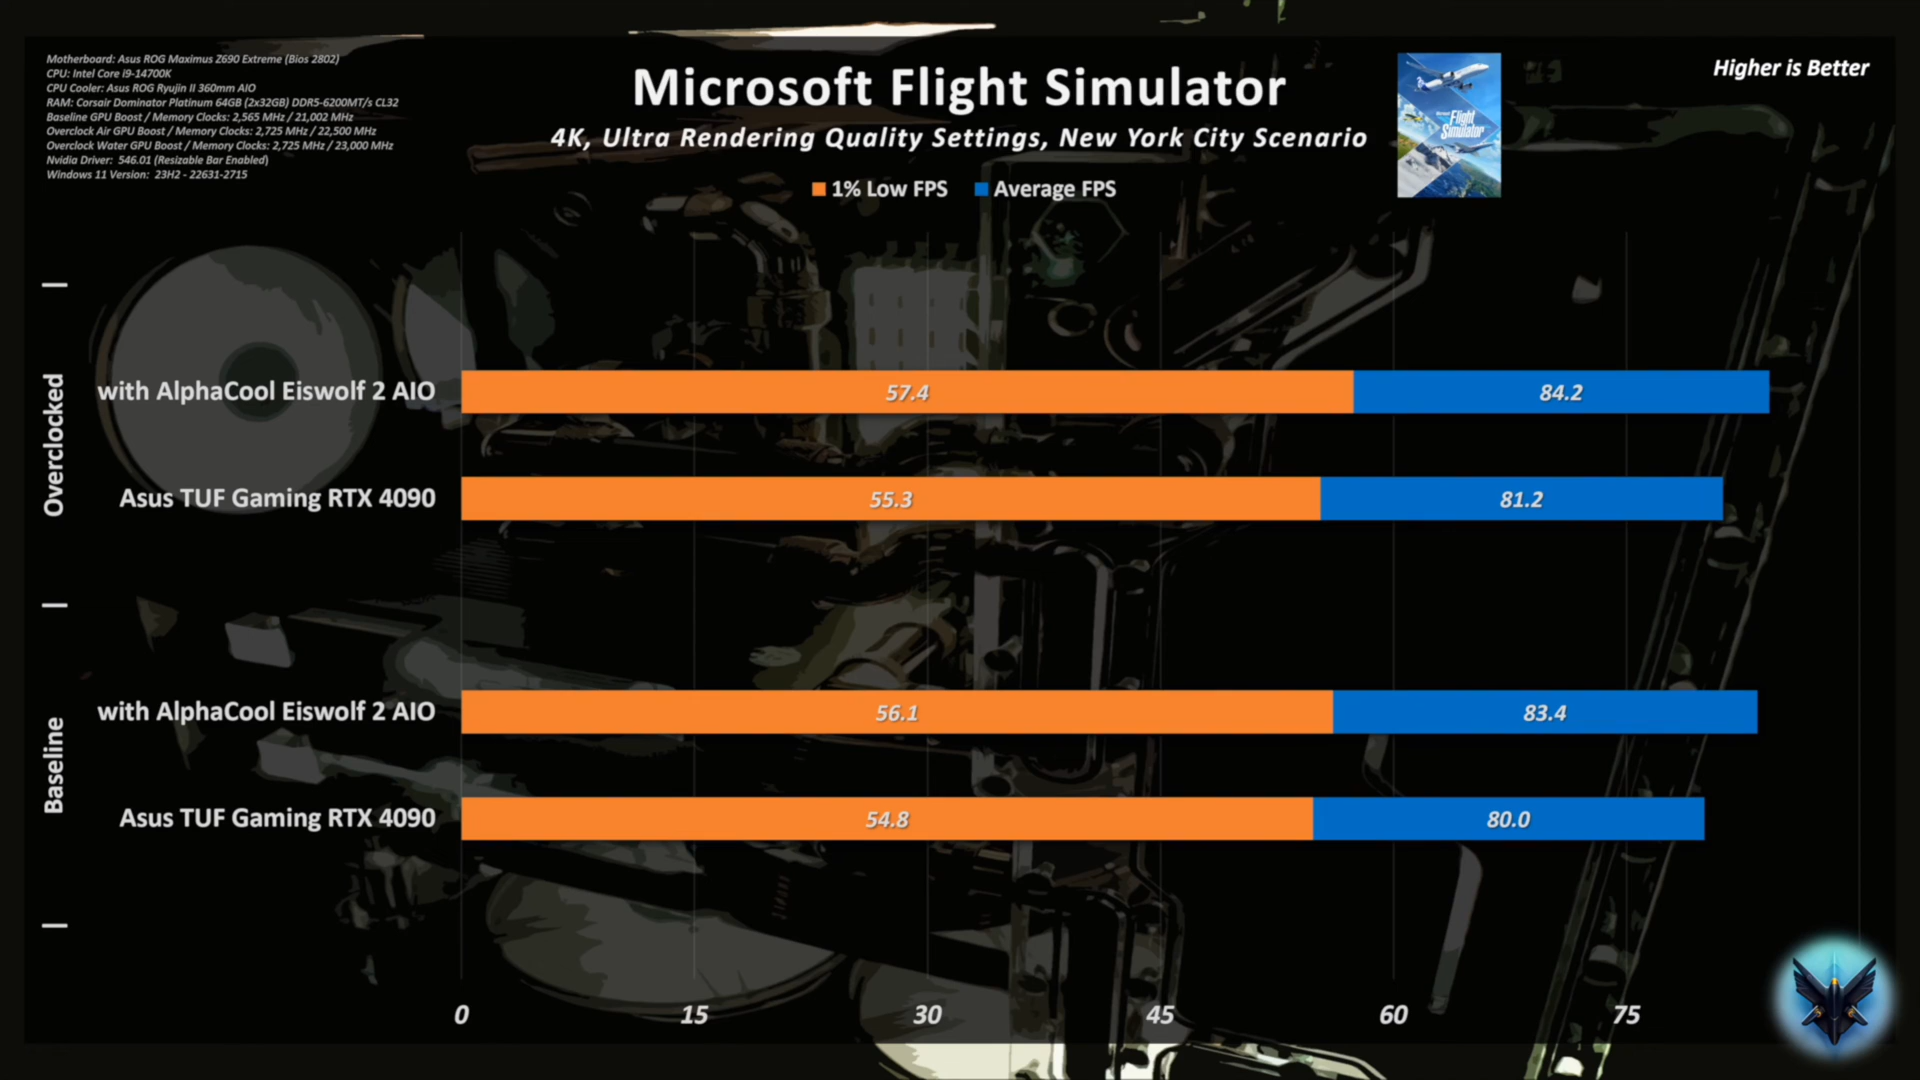 Motherboard: Asus ROG Maximus Z690 Extreme (Bios 2802)
CPU: Intel Core i9-14700K
CPU Cooler: Asus ROG Ryujin II 360mm AIO
RAM: Corsair Dominator Platinum 64GB (2x32GB) DDR5-6200MT/s CL32
Baseline GPU Boost / Memory Clocks: 2,565 MHz / 21,002 MHz
Overclock Air GPU Boost / Memory Clocks: 2,725 MHz / 22,500 MHz
Overclock Water GPU Boost / Memory Clocks: 2,725 MHz / 23,000 MHz
Nvidia Driver: 546.01 (Resizable Bar Enabled)
Windows 11 Version: 23H2 - 22631-2715
Microsoft Flight Simulator
4K, Ultra Rendering Quality Settings, New York City Scenario
1% Low FPS Average FPS
Flight
Simulator
Higher is Better
Overclocked
with AlphaCool Eiswolf 2 AIO 57.4 84.2
Asus TUF Gaming RTX 4090 55.3 81.2
Baseline
with AlphaCool Eiswolf 2 AIO 56.1 83.4
Asus TUF Gaming RTX 4090 54.8 80.0
0 15 30 45 60 75